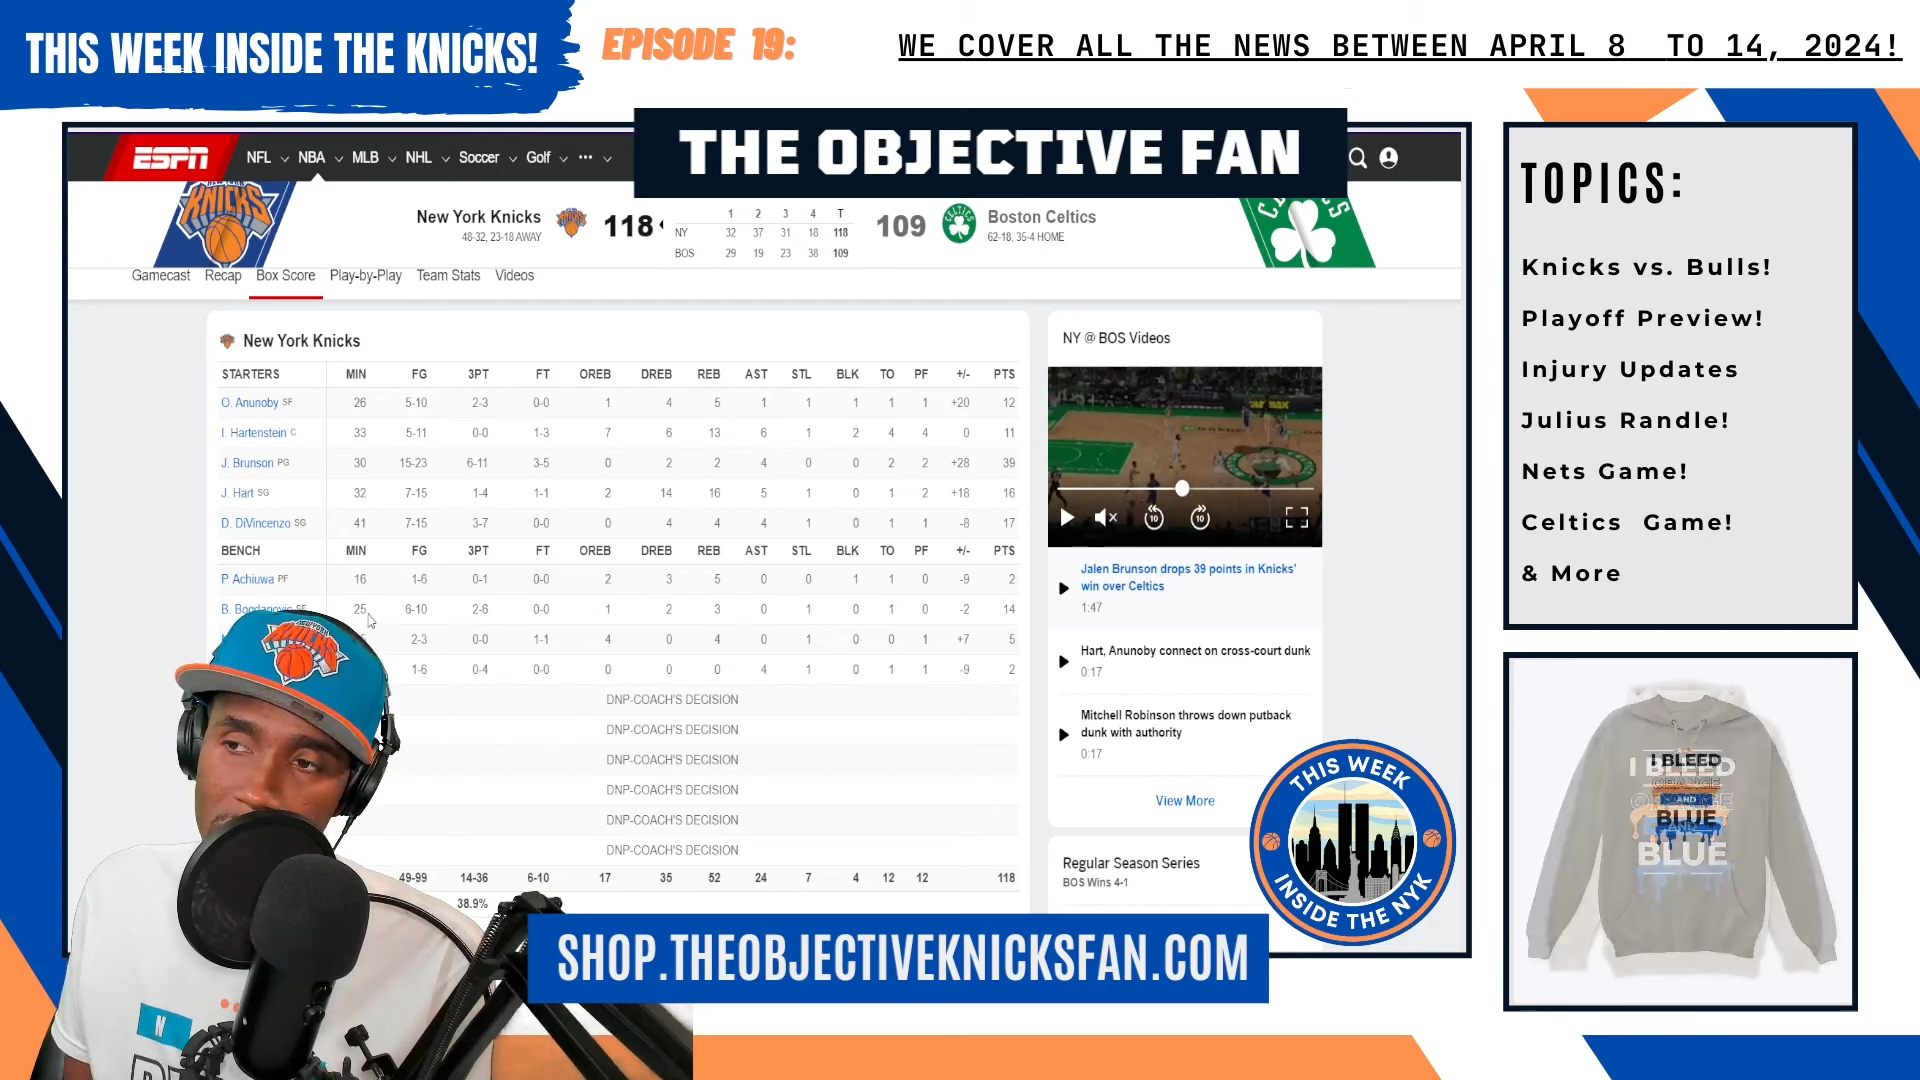 THIS WEEK INSIDE THE KNICKS!
EPISODE 19:
WE COVER ALL THE NEWS BETWEEN APRIL 8 TO 14, 2024!
THE OBJECTIVE FAN
ESPN NFL NBA MLB NHL Soccer Golf ...
KNICKS
New York Knicks
48-32, 23-18 AWAY
118
1 2 3 4 T
NY 32 37 31 18 118
BOS 29 19 23 38 109
109
CELTICS
Boston Celtics
62-18, 35-4 HOME
Gamecast Recap Box Score Play-by-Play Team Stats Videos
New York Knicks
STARTERS MIN FG 3PT FT OREB DREB REB AST STL BLK TO PF +/- PTS
O. Anunoby SF 26 5-10 2-3 0-0 1 4 5 1 1 1 1 1 +20 12
I. Hartenstein C 33 5-11 0-0 1-3 7 6 13 6 1 2 4 4 0 11
J. Brunson PG 30 15-23 6-11 3-5 0 2 2 4 0 0 2 2 +28 39
J. Hart SG 32 7-15 1-4 1-1 2 14 16 5 1 0 1 2 +18 16
D. DiVincenzo SG 41 7-15 3-7 0-0 0 4 4 4 1 0 1 1 -8 17
BENCH MIN FG 3PT FT OREB DREB REB AST STL BLK TO PF +/- PTS
P. Achiuwa PF 16 1-6 0-1 0-0 2 3 5 0 0 1 1 0 -9 2
B. Bogdanovic SF 25 6-10 2-6 0-0 1 2 3 0 1 0 1 0 -2 14
2-3 0-0 1-1 4 0 4 0 1 0 0 1 +7 5
1-6 0-4 0-0 0 0 0 4 1 0 1 1 -9 2
DNP-COACH'S DECISION
DNP-COACH'S DECISION
DNP-COACH'S DECISION
DNP-COACH'S DECISION
DNP-COACH'S DECISION
DNP-COACH'S DECISION
49-99 14-36 6-10 17 35 52 24 7 4 12 12 118
38.9%
NY @ BOS Videos
10 10
Jalen Brunson drops 39 points in Knicks'
win over Celtics
1:47
Hart, Anunoby connect on cross-court dunk
0:17
Mitchell Robinson throws down putback
dunk with authority
0:17
View More
Regular Season Series
BOS Wins 4-1
THIS WEEK
INSIDE THE NYK
SHOP.THEOBJECTIVEKNICKSFAN.COM
TOPICS:
Knicks vs. Bulls!
Playoff Preview!
Injury Updates
Julius Randle!
Nets Game!
Celtics Game!
& More
I BLEED
ORANGE
AND
BLUE
I BLEED
ORANGE
AND
BLUE
NEW YORK
KNICKS
N